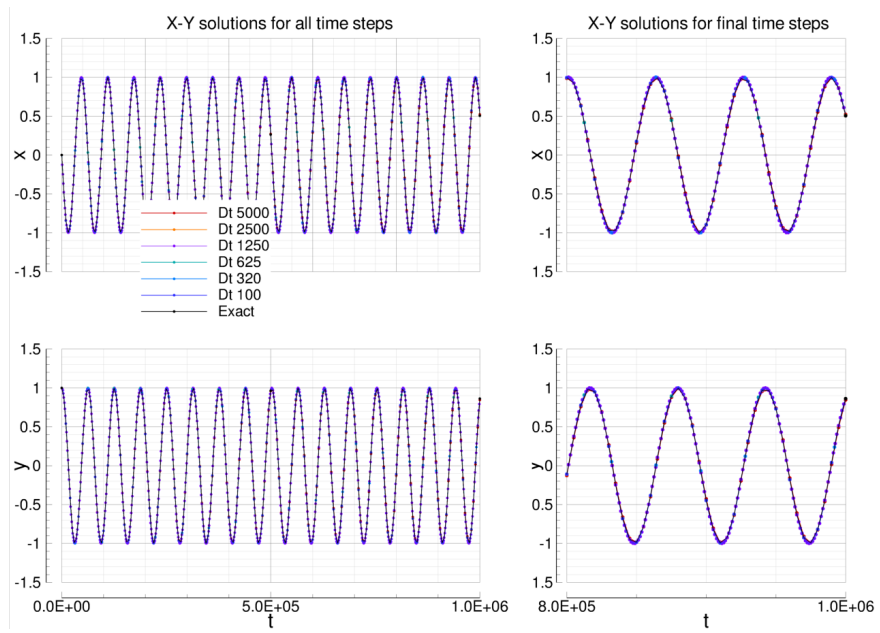 X-Y solutions for all time steps
X-Y solutions for final time steps
1.5
1
0.5
0
-0.5
-1
-1.5
x
1.5
1
0.5
0
-0.5
-1
-1.5
x
Dt 5000
Dt 2500
Dt 1250
Dt 625
Dt 320
Dt 100
Exact
1.5
1
0.5
0
-0.5
-1
-1.5
y
0.0E+00
5.0E+05
1.0E+06
t
1.5
1
0.5
0
-0.5
-1
-1.5
y
8.0E+05
1.0E+06
t